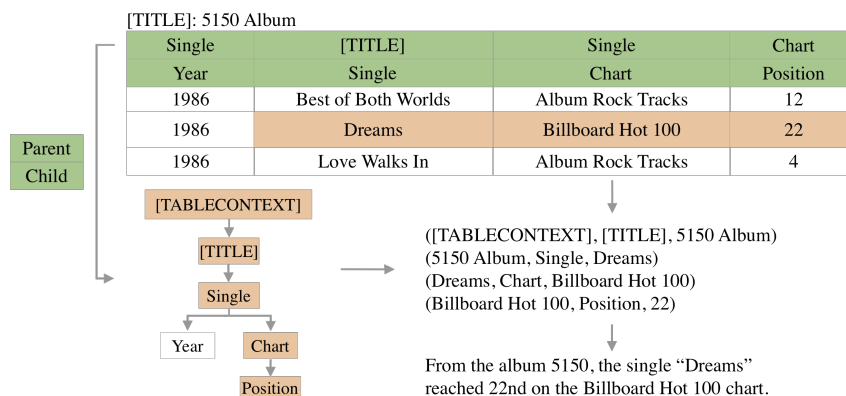 [TITLE]: 5150 Album
Single [TITLE] Single Chart
Year Single Chart Position
1986 Best of Both Worlds Album Rock Tracks 12
1986 Dreams Billboard Hot 100 22
1986 Love Walks In Album Rock Tracks 4
Parent
Child
[TABLECONTEXT]
[TITLE]
Single
Year Chart
Position
([TABLECONTEXT], [TITLE], 5150 Album)
(5150 Album, Single, Dreams)
(Dreams, Chart, Billboard Hot 100)
(Billboard Hot 100, Position, 22)
From the album 5150, the single “Dreams”
reached 22nd on the Billboard Hot 100 chart.